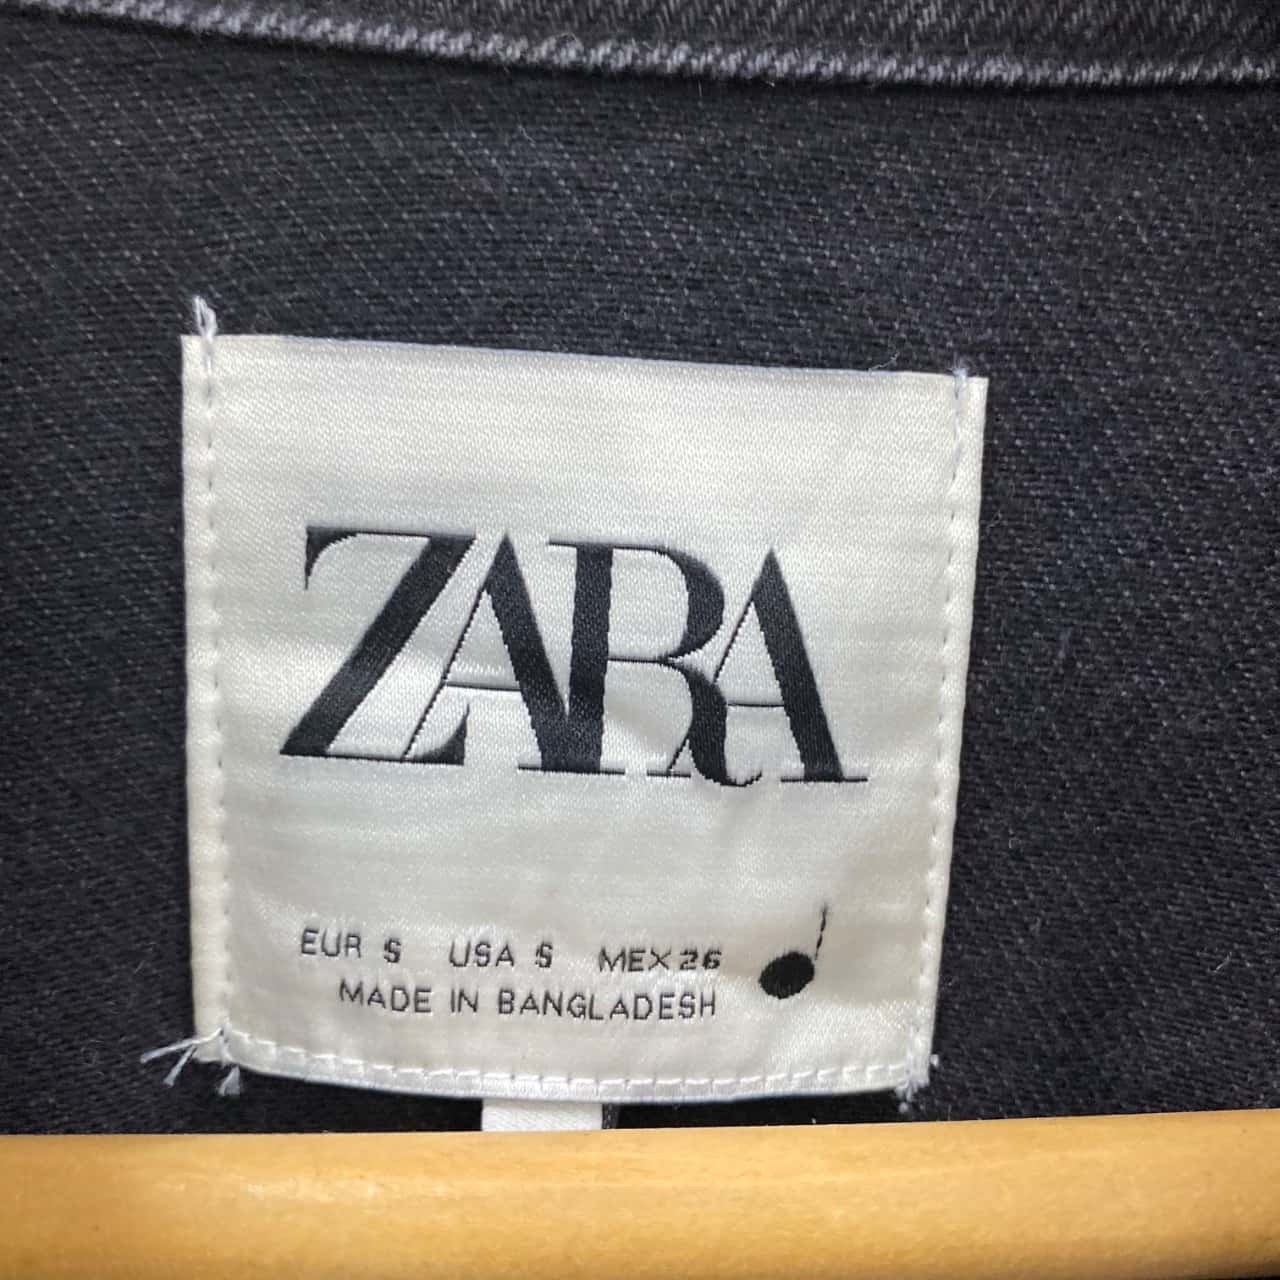 ZARA
EUR S USA S MEX 26
MADE IN BANGLADESH